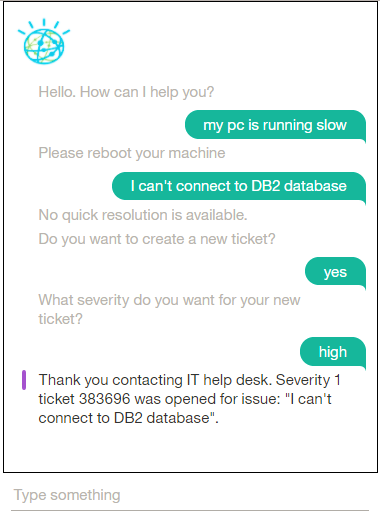 Hello. How can I help you?
my pc is running slow
Please reboot your machine
I can't connect to DB2 database
No quick resolution is available.
Do you want to create a new ticket?
yes
What severity do you want for your new
ticket?
high
Thank you contacting IT help desk. Severity 1
ticket 383696 was opened for issue: "I can't
connect to DB2 database".
Type something